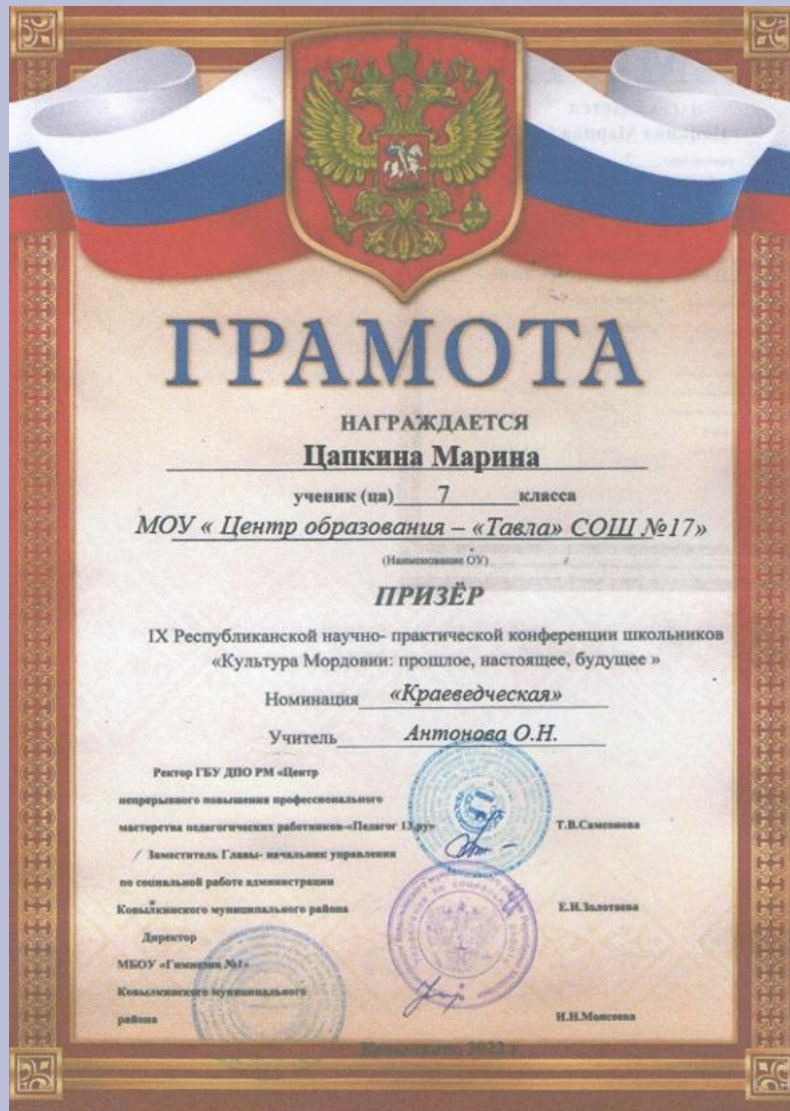 ГРАМОТА
НАГРАЖДАЕТСЯ
Цапкина Марина
ученик (ца) 7 класса
МОУ « Центр образования – «Тавла» СОШ №17»
(Наименование ОУ)
ПРИЗЁР
IX Республиканской научно- практической конференции школьников
«Культура Мордовии: прошлое, настоящее, будущее »
Номинация «Краеведческая»
Учитель Антонова О.Н.
Ректор ГБУ ДПО РМ «Центр
непрерывного повышения профессионального
мастерства педагогических работников-«Педагог 13.ру» Т.В.Самсонова
Заместитель Главы- начальник управления
по социальной работе администрации
Ковылкинского муниципального района Е.И.Золотова
Директор
МБОУ «Гимназия №1»
Ковылкинского муниципального
района И.Н.Моисеева
Ковылкино 2022 г